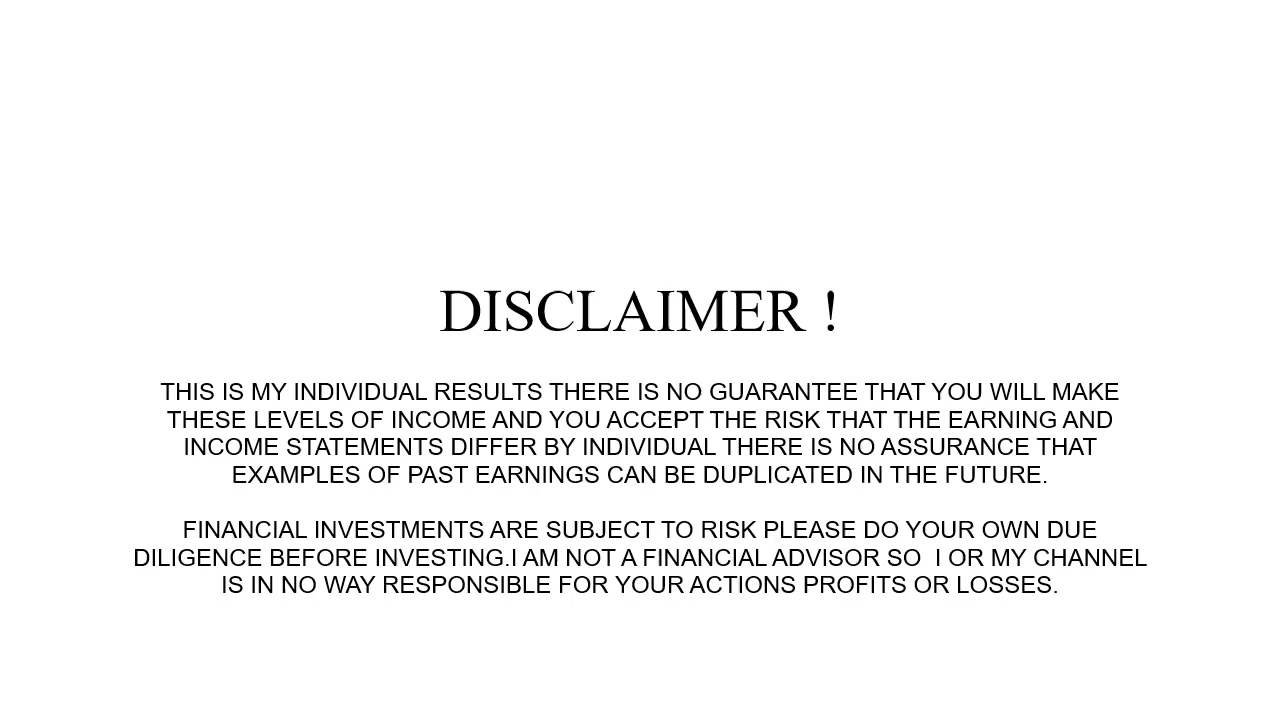 DISCLAIMER !
THIS IS MY INDIVIDUAL RESULTS THERE IS NO GUARANTEE THAT YOU WILL MAKE
THESE LEVELS OF INCOME AND YOU ACCEPT THE RISK THAT THE EARNING AND
INCOME STATEMENTS DIFFER BY INDIVIDUAL THERE IS NO ASSURANCE THAT
EXAMPLES OF PAST EARNINGS CAN BE DUPLICATED IN THE FUTURE.
FINANCIAL INVESTMENTS ARE SUBJECT TO RISK PLEASE DO YOUR OWN DUE
DILIGENCE BEFORE INVESTING.I AM NOT A FINANCIAL ADVISOR SO  I OR MY CHANNEL
IS IN NO WAY RESPONSIBLE FOR YOUR ACTIONS PROFITS OR LOSSES.